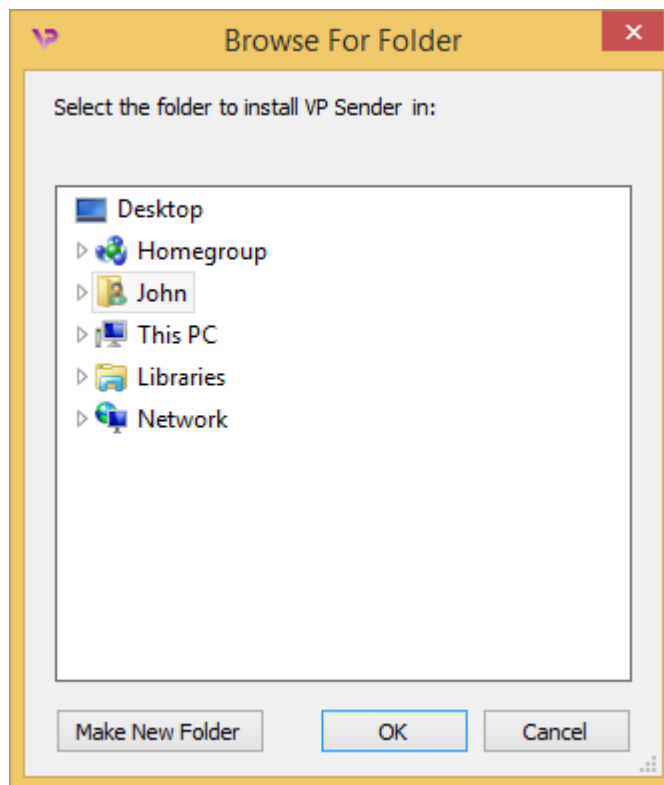 VP
Browse For Folder
Select the folder to install VP Sender in:
Desktop
Homegroup
John
This PC
Libraries
Network
Make New Folder
OK
Cancel